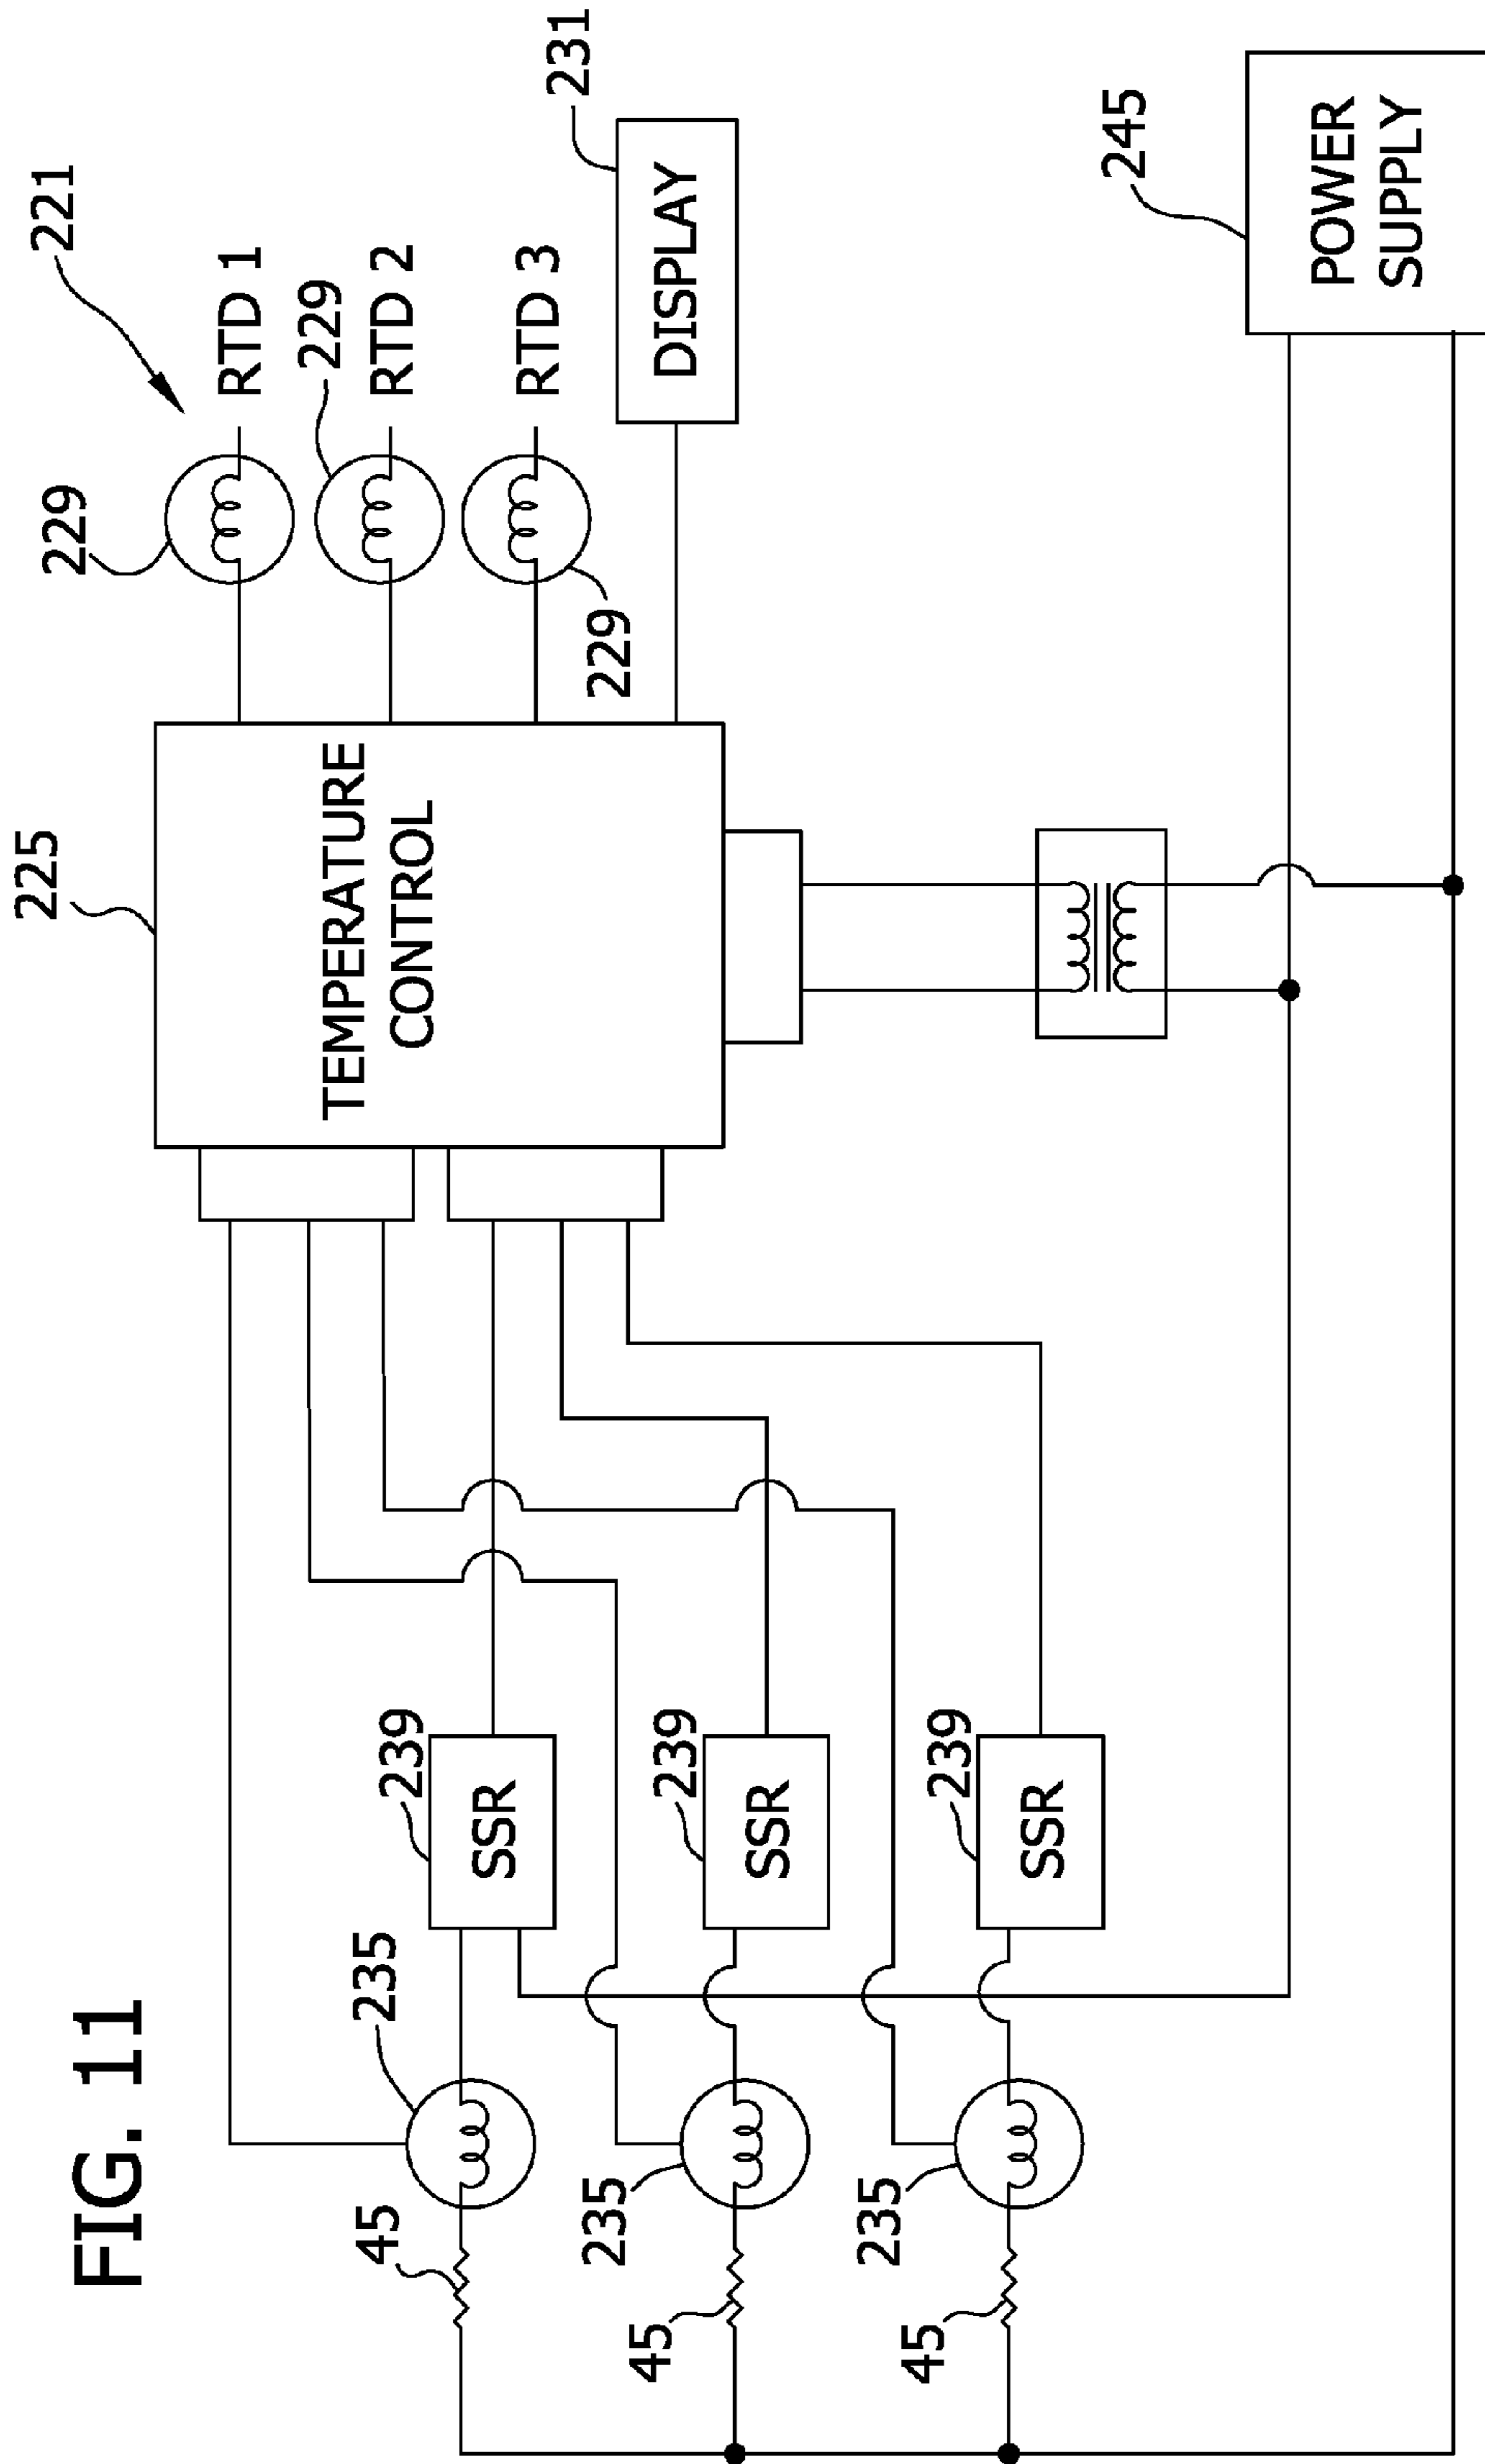 FIG. 11
221
225
229
RTD 1
229
RTD 2
229
RTD 3
231
DISPLAY
TEMPERATURE
CONTROL
245
POWER
SUPPLY
239
SSR
239
SSR
239
SSR
235
235
235
45
45
45